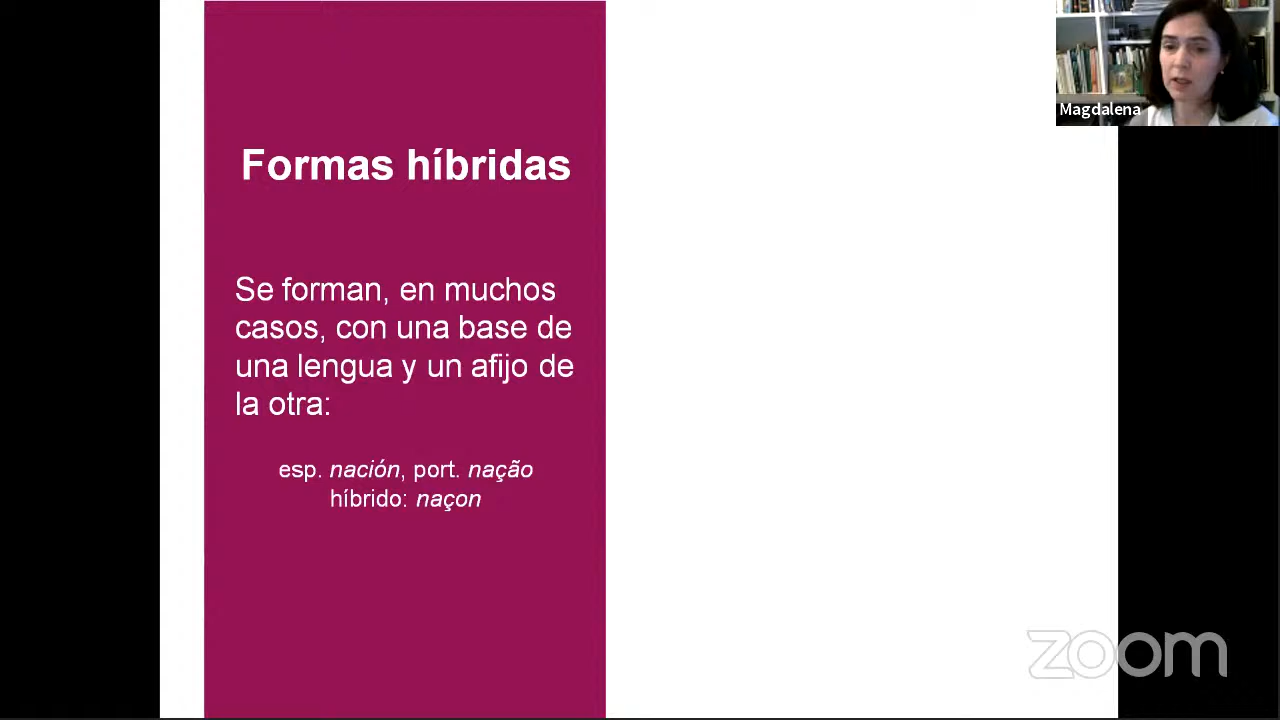 Formas híbridas
Se forman, en muchos
casos, con una base de
una lengua y un afijo de
la otra:
esp. nación, port. nação
híbrido: naçon
Magdalena
zoom